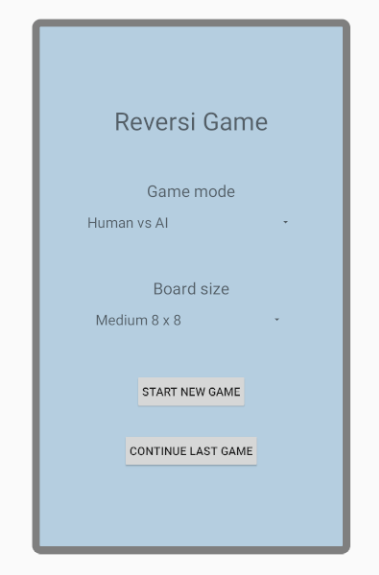 Reversi Game
Game mode
Human vs AI
Board size
Medium 8 x 8
START NEW GAME
CONTINUE LAST GAME